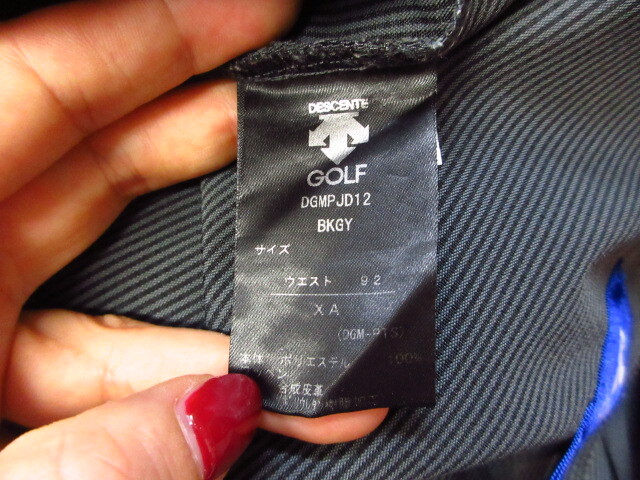 DESCENTE
GOLF
DGMPJD12
BKGY
サイズ
ウエスト 92
XA
(DGM-P1S)
本体 ポリエステル 100%
合成皮革